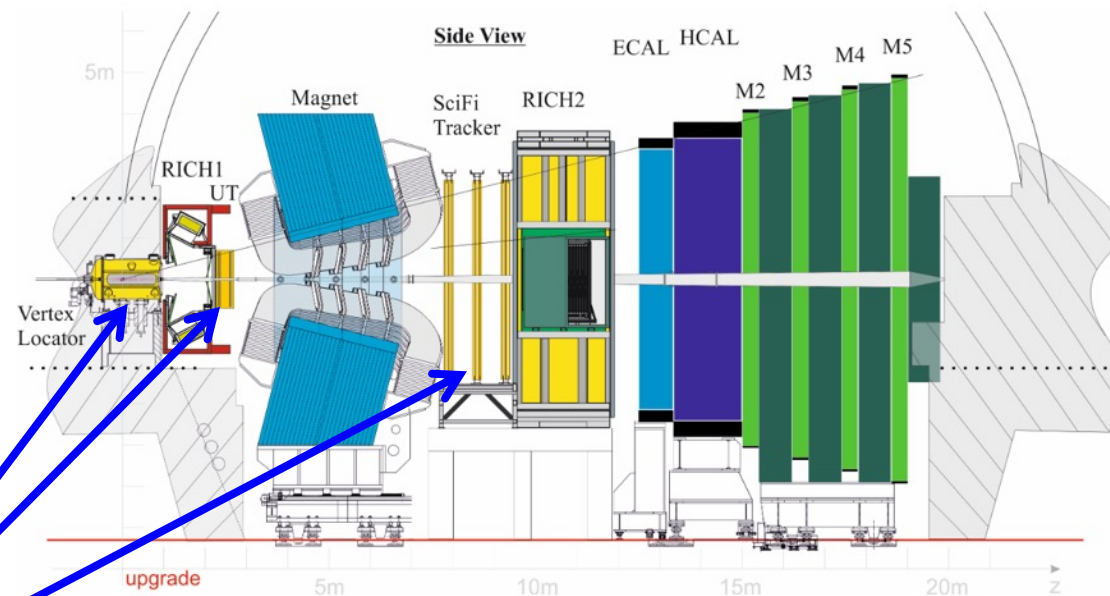 Side View
5m
ECAL
HCAL
M2
M3
M4
M5
Magnet
SciFi
Tracker
RICH2
RICH1
UT
Vertex
Locator
upgrade
5m
10m
15m
20m
z